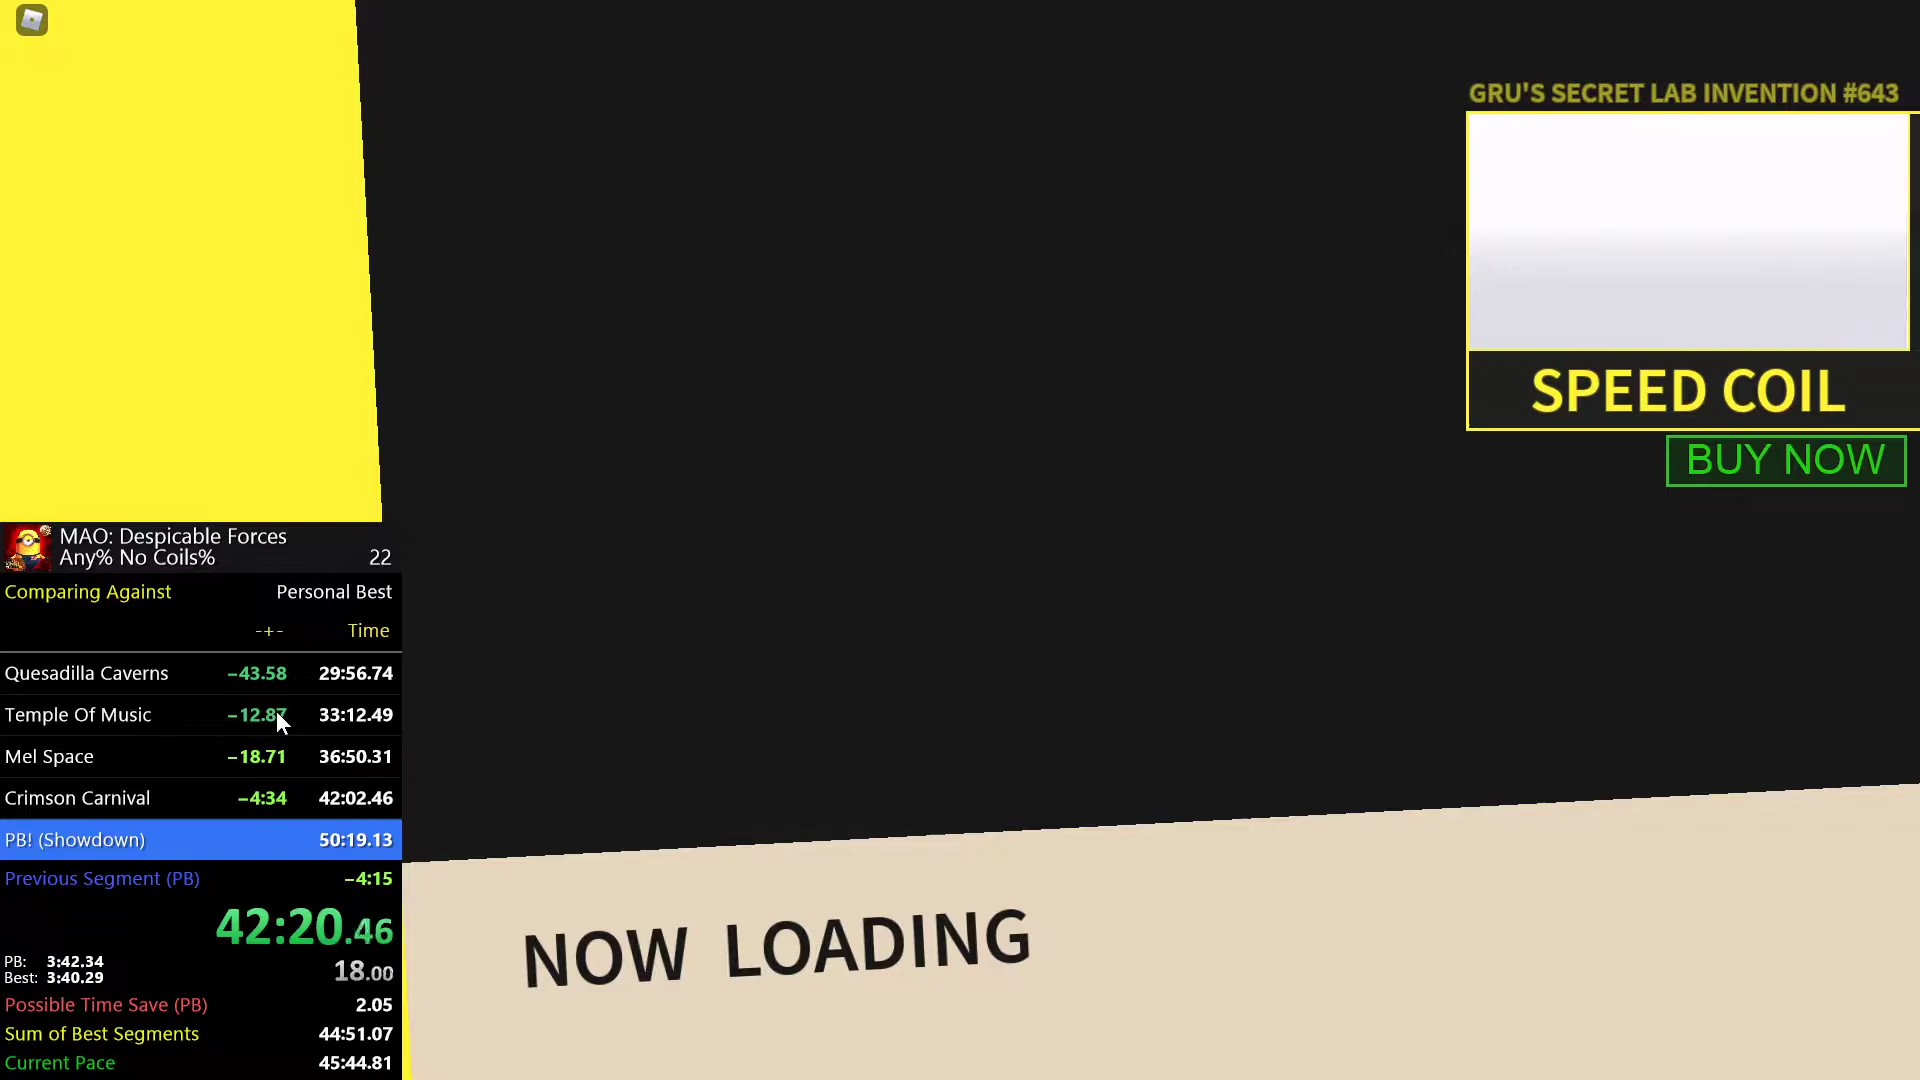 GRU'S SECRET LAB INVENTION #643
SPEED COIL
BUY NOW
MAO: Despicable Forces
Any% No Coils% 22
Comparing Against Personal Best
-+- Time
Quesadilla Caverns −43.58 29:56.74
Temple Of Music −12.87 33:12.49
Mel Space −18.71 36:50.31
Crimson Carnival −4:34 42:02.46
PB! (Showdown) 50:19.13
Previous Segment (PB) −4:15
42:20.46
PB: 3:42.34
Best: 3:40.29
18.00
Possible Time Save (PB) 2.05
Sum of Best Segments 44:51.07
Current Pace 45:44.81
NOW LOADING